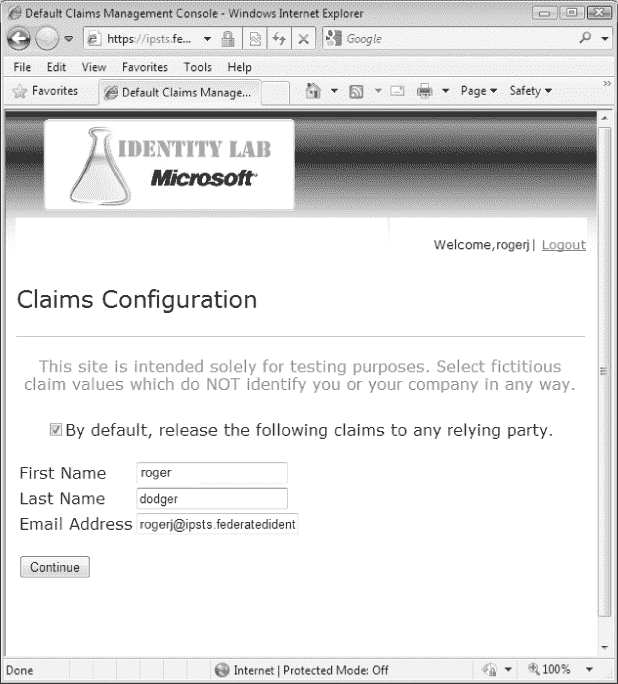 Default Claims Management Console - Windows Internet Explorer
https://ipsts.fe...
Google
File Edit View Favorites Tools Help
Favorites
Default Claims Manage...
Page Safety
IDENTITY LAB
Microsoft
Welcome,rogerj| Logout
Claims Configuration
This site is intended solely for testing purposes. Select fictitious
claim values which do NOT identify you or your company in any way.
By default, release the following claims to any relying party.
First Name roger
Last Name dodger
Email Address rogerj@ipsts.federatedident
Continue
Done
Internet | Protected Mode: Off
100%